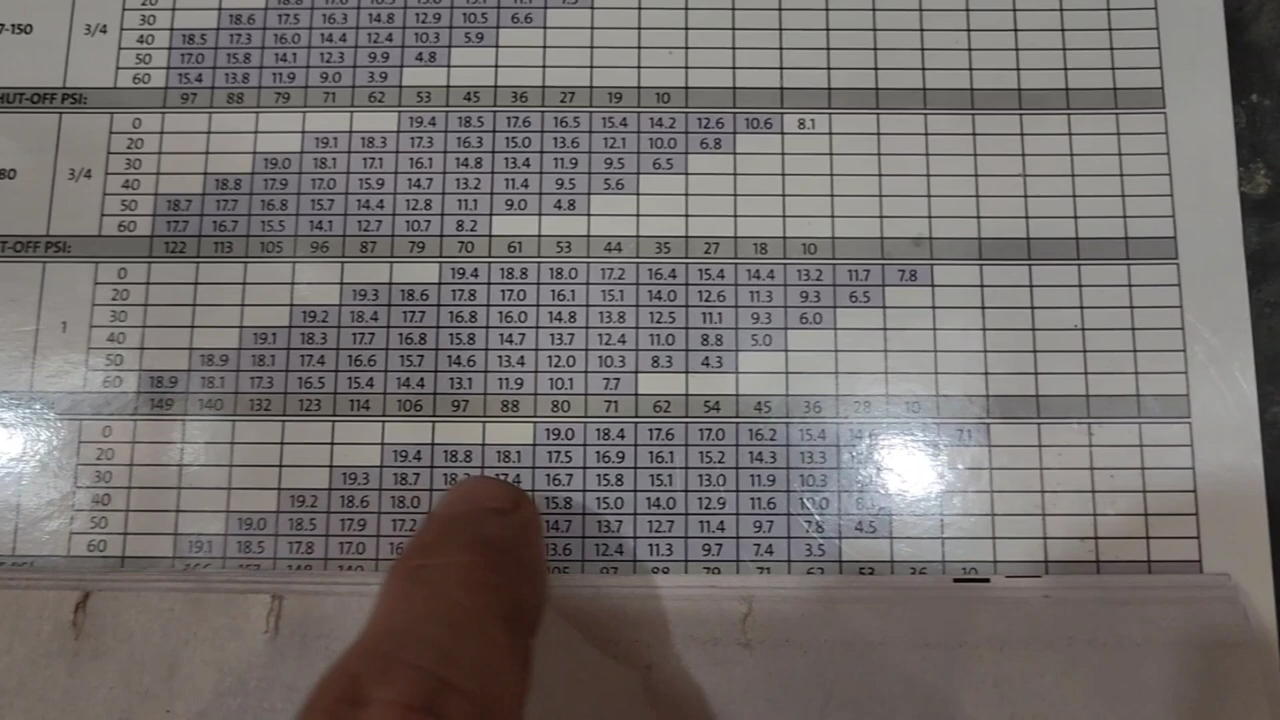 30 18.6 17.5 16.3 14.8 12.9 10.5 6.6
7-150 3/4 40 18.5 17.3 16.0 14.4 12.4 10.3 5.9
50 17.0 15.8 14.1 12.3 9.9 4.8
60 15.4 13.8 11.9 9.0 3.9
HUT-OFF PSI: 97 88 79 71 62 53 45 36 27 19 10
0 19.4 18.5 17.6 16.5 15.4 14.2 12.6 10.6 8.1
20 19.1 18.3 17.3 16.3 15.0 13.6 12.1 10.0 6.8
30 19.0 18.1 17.1 16.1 14.8 13.4 11.9 9.5 6.5
80 3/4 40 18.8 17.9 17.0 15.9 14.7 13.2 11.4 9.5 5.6
50 18.7 17.7 16.8 15.7 14.4 12.8 11.1 9.0 4.8
60 17.7 16.7 15.5 14.1 12.7 10.7 8.2
T-OFF PSI: 122 113 105 96 87 79 70 61 53 44 35 27 18 10
0 19.4 18.8 18.0 17.2 16.4 15.4 14.4 13.2 11.7 7.8
20 19.3 18.6 17.8 17.0 16.1 15.1 14.0 12.6 11.3 9.3 6.5
1 30 19.2 18.4 17.7 16.8 16.0 14.8 13.8 12.5 11.1 9.3 6.0
40 19.1 18.3 17.7 16.8 15.8 14.7 13.7 12.4 11.0 8.8 5.0
50 18.9 18.1 17.4 16.6 15.7 14.6 13.4 12.0 10.3 8.3 4.3
60 18.9 18.1 17.3 16.5 15.4 14.4 13.1 11.9 10.1 7.7
149 140 132 123 114 106 97 88 80 71 62 54 45 36 28 10
0 19.0 18.4 17.6 17.0 16.2 15.4 7.1
20 19.4 18.8 18.1 17.5 16.9 16.1 15.2 14.3 13.3
30 19.3 18.7 17.4 16.7 15.8 15.1 13.0 11.9 10.3
40 19.2 18.6 18.0 15.8 15.0 14.0 12.9 11.6
50 19.0 18.5 17.9 17.2 14.7 13.7 12.7 11.4 9.7 7.8 4.5
60 19.1 18.5 17.8 17.0 13.6 12.4 11.3 9.7 7.4 3.5